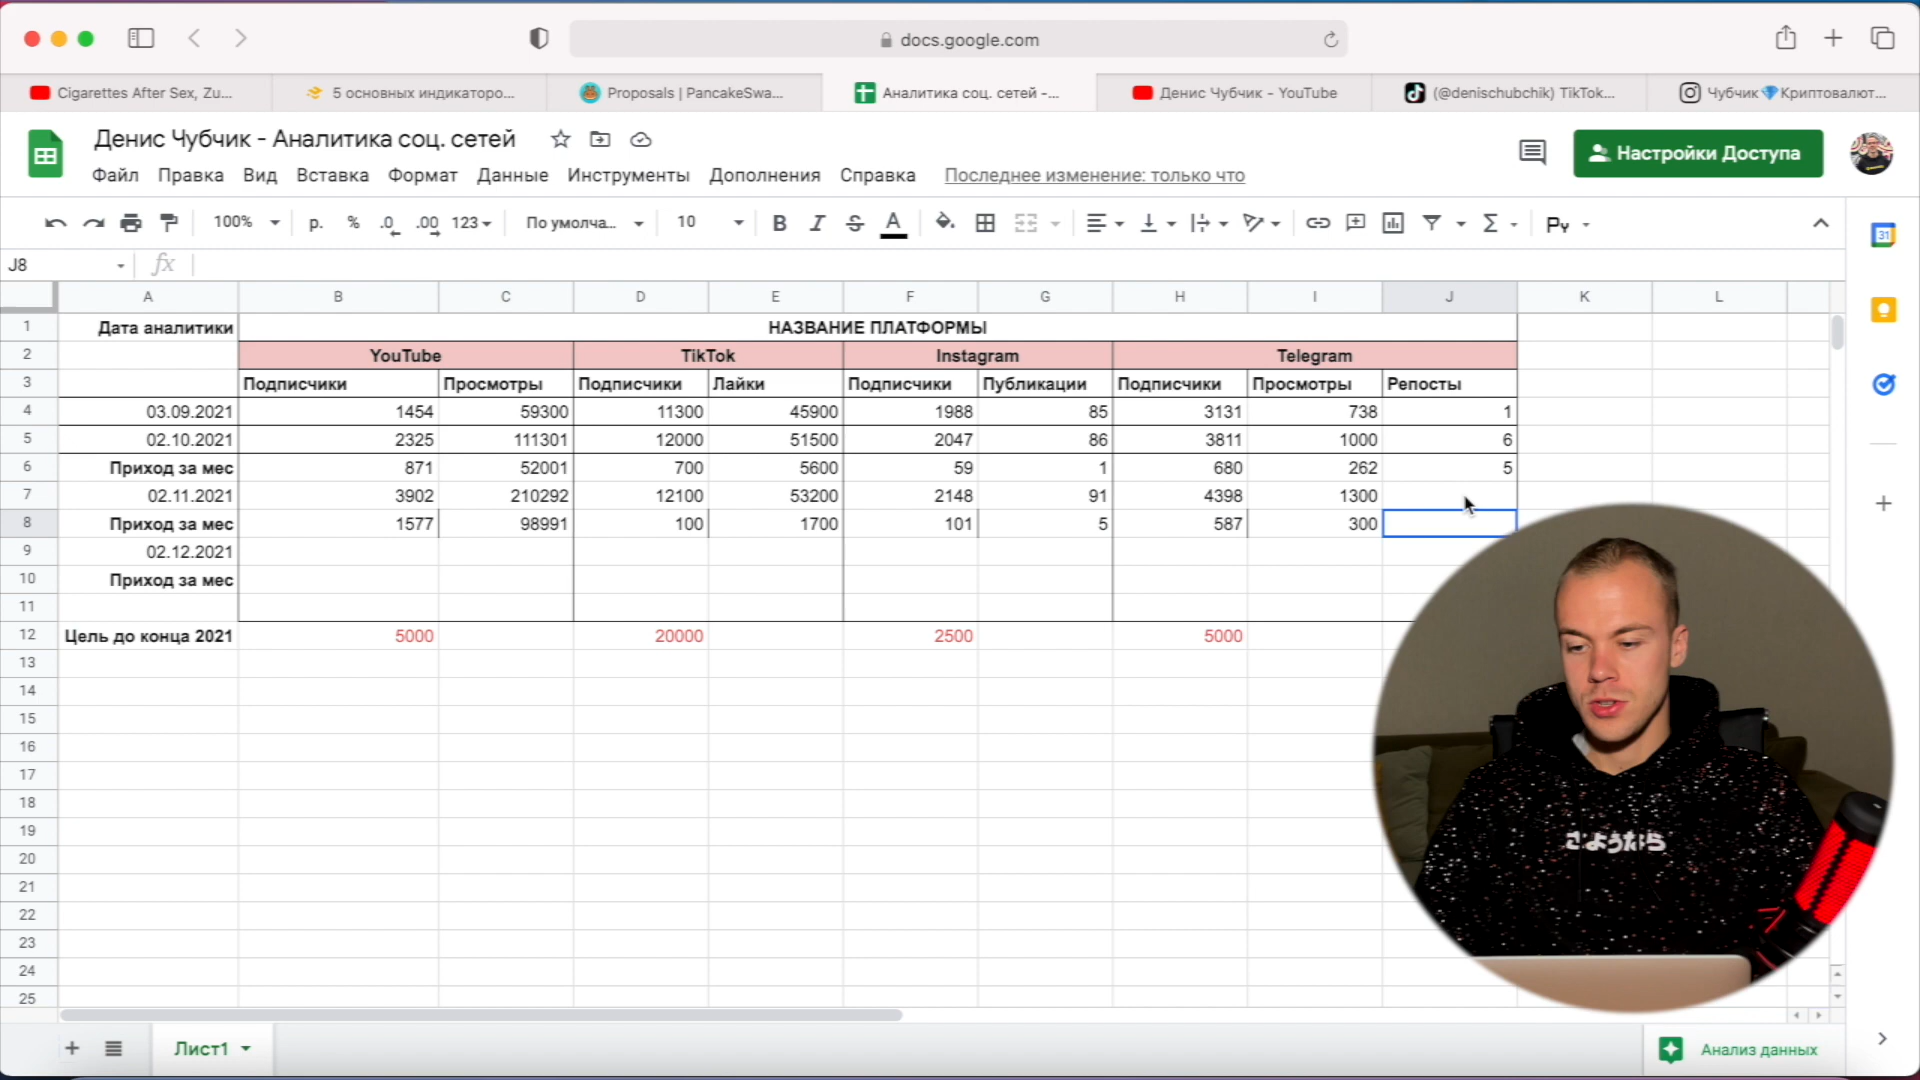 docs.google.com
Cigarettes After Sex, Zu...
5 основных индикаторо...
Proposals | PancakeSwa...
Аналитика соц. сетей -...
Денис Чубчик - YouTube
(@denischubchik) TikTok...
Чубчик💎Криптовалют...
Денис Чубчик - Аналитика соц. сетей
Настройки Доступа
Файл Правка Вид Вставка Формат Данные Инструменты Дополнения Справка Последнее изменение: только что
100% р. % .0 .00 123 По умолча... 10 B I S A Σ Ру
31
J8 fx
A B C D E F G H I J K L
1 Дата аналитики НАЗВАНИЕ ПЛАТФОРМЫ
2 YouTube TikTok Instagram Telegram
3 Подписчики Просмотры Подписчики Лайки Подписчики Публикации Подписчики Просмотры Репосты
4 03.09.2021 1454 59300 11300 45900 1988 85 3131 738 1
5 02.10.2021 2325 111301 12000 51500 2047 86 3811 1000 6
6 Приход за мес 871 52001 700 5600 59 1 680 262 5
7 02.11.2021 3902 210292 12100 53200 2148 91 4398 1300
8 Приход за мес 1577 98991 100 1700 101 5 587 300
9 02.12.2021
10 Приход за мес
11
12 Цель до конца 2021 5000 20000 2500 5000
13
14
15
16
17
18
19
20
21
22
23
24
25
さようなら
Лист1
Анализ данных